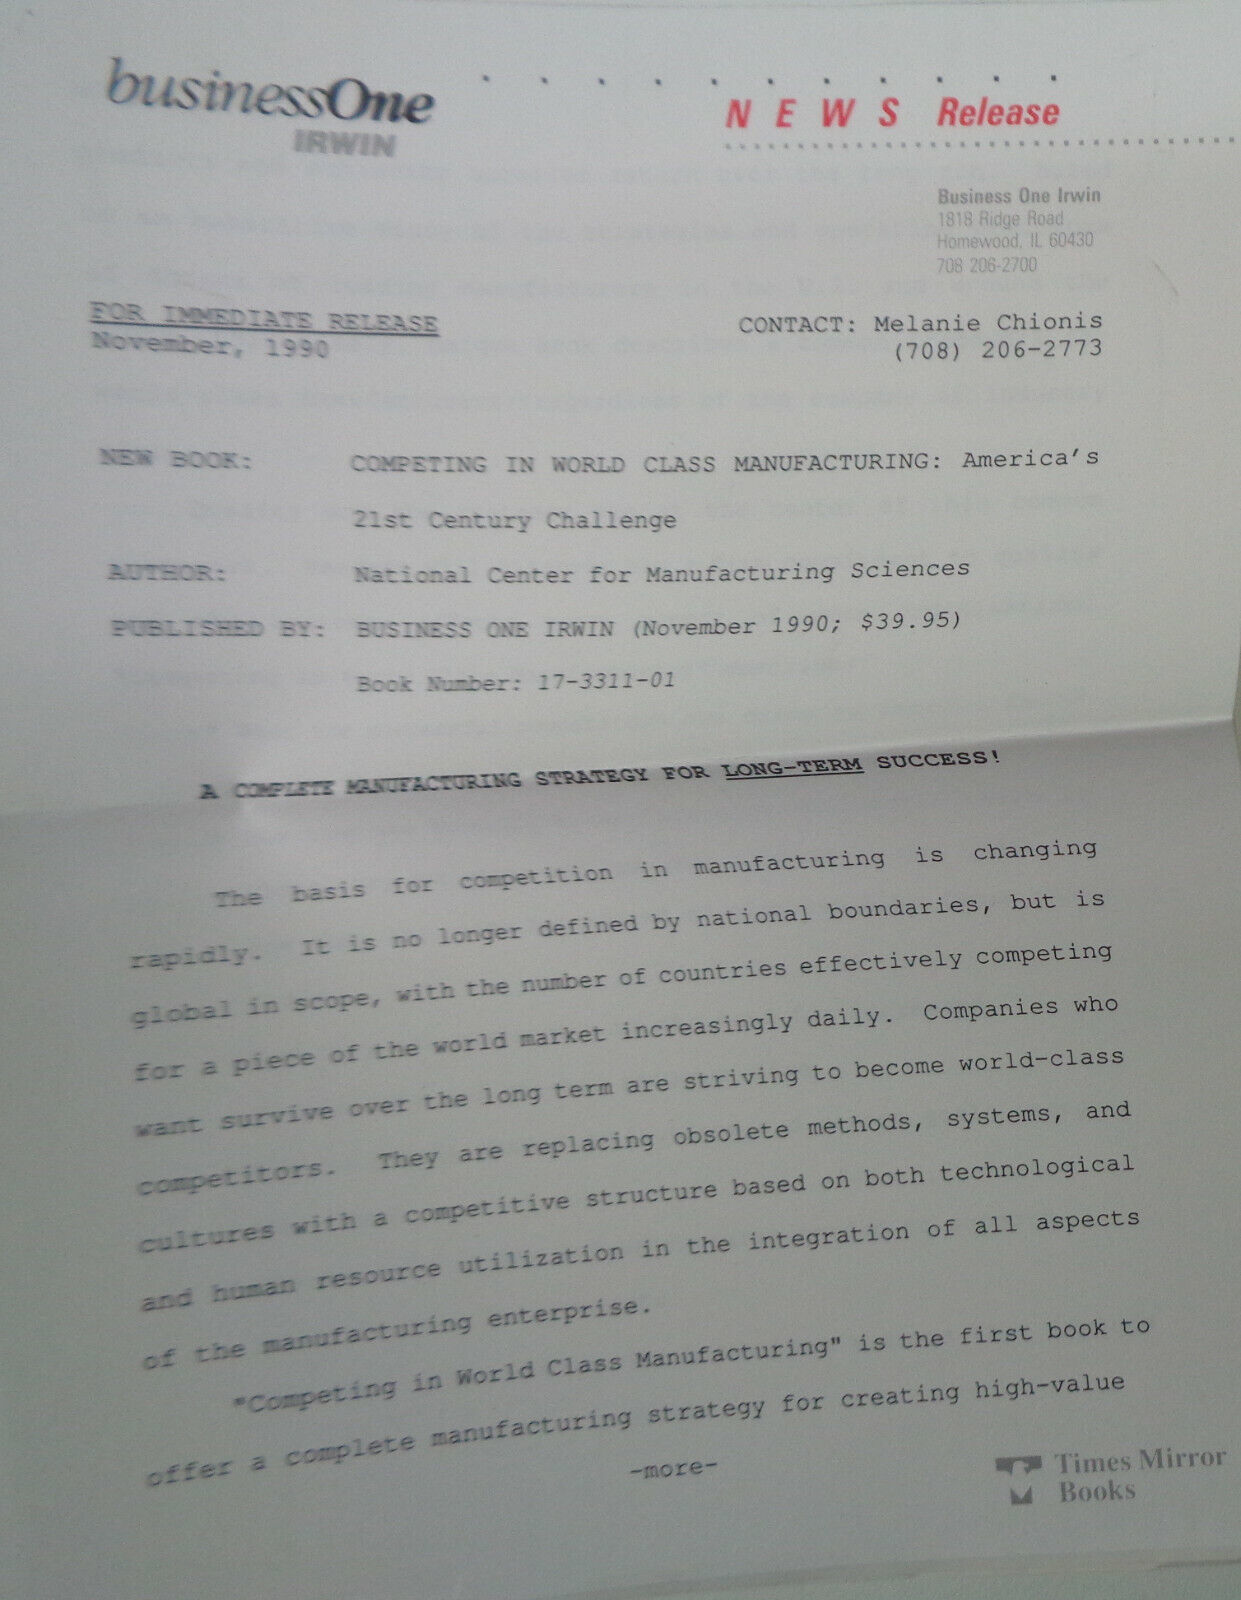 businessOne
IRWIN
NEWS Release
Business One Irwin
1818 Ridge Road
Homewood, IL 60430
708 206-2700
FOR IMMEDIATE RELEASE
November, 1990
CONTACT: Melanie Chionis
(708) 206-2773
NEW BOOK: COMPETING IN WORLD CLASS MANUFACTURING: America's
21st Century Challenge
AUTHOR: National Center for Manufacturing Sciences
PUBLISHED BY: BUSINESS ONE IRWIN (November 1990; $39.95)
Book Number: 17-3311-01
A COMPLETE MANUFACTURING STRATEGY FOR LONG-TERM SUCCESS!
The basis for competition in manufacturing is changing
rapidly. It is no longer defined by national boundaries, but is
global in scope, with the number of countries effectively competing
for a piece of the world market increasingly daily. Companies who
want survive over the long term are striving to become world-class
competitors. They are replacing obsolete methods, systems, and
cultures with a competitive structure based on both technological
and human resource utilization in the integration of all aspects
of the manufacturing enterprise.
"Competing in World Class Manufacturing" is the first book to
offer a complete manufacturing strategy for creating high-value
-more-
Times Mirror
Books